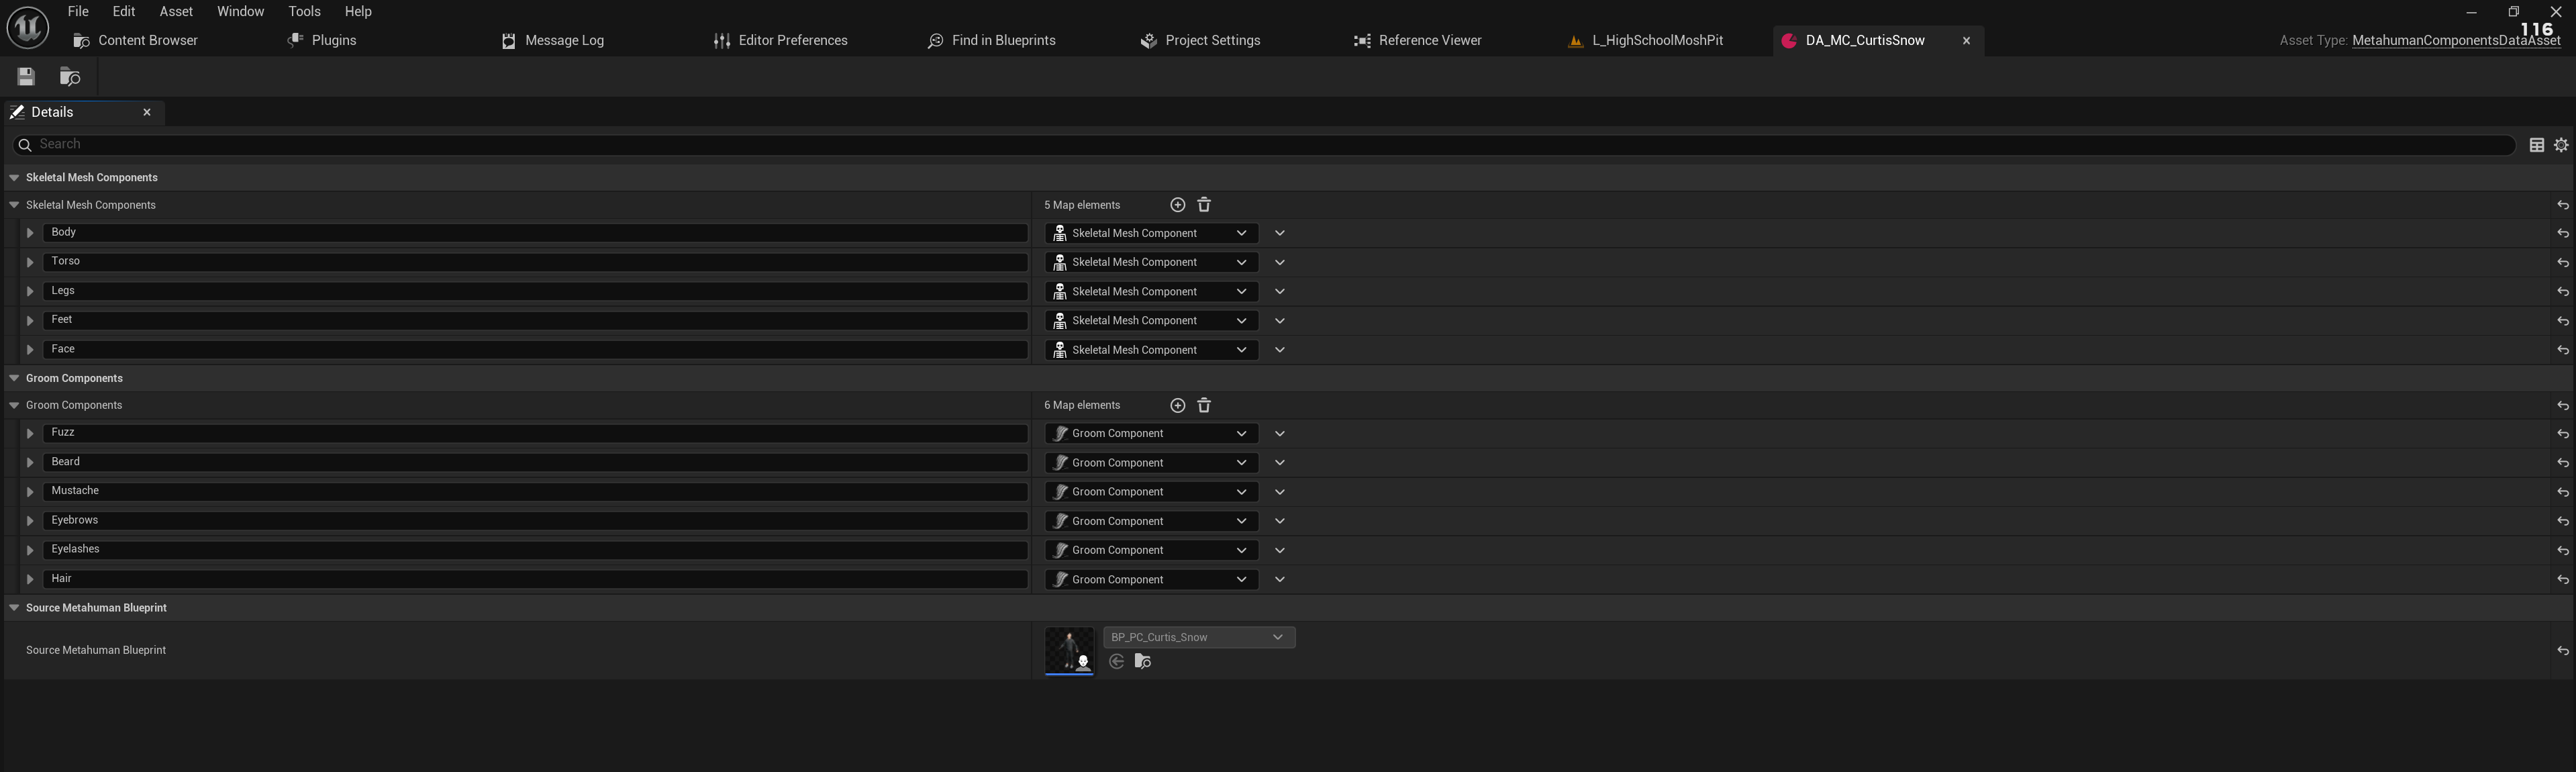 File Edit Asset Window Tools Help
116
Content Browser Plugins Message Log Editor Preferences Find in Blueprints Project Settings Reference Viewer L_HighSchoolMoshPit DA_MC_CurtisSnow Asset Type: MetahumanComponentsDataAsset
Details
Search
Skeletal Mesh Components
Skeletal Mesh Components 5 Map elements
Body Skeletal Mesh Component
Torso Skeletal Mesh Component
Legs Skeletal Mesh Component
Feet Skeletal Mesh Component
Face Skeletal Mesh Component
Groom Components
Groom Components 6 Map elements
Fuzz Groom Component
Beard Groom Component
Mustache Groom Component
Eyebrows Groom Component
Eyelashes Groom Component
Hair Groom Component
Source Metahuman Blueprint
BP_PC_Curtis_Snow
Source Metahuman Blueprint